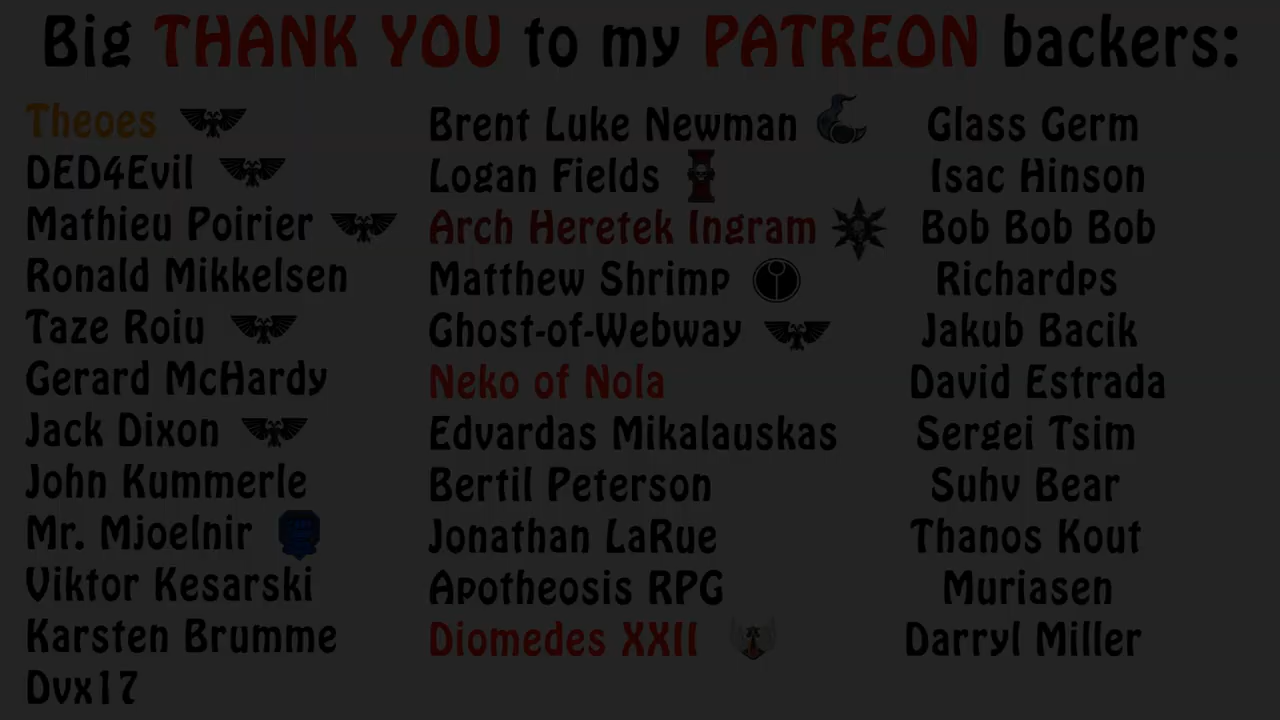 Big THANK YOU to my PATREON backers:
Theoes
DED4Evil
Mathieu Poirier
Ronald Mikkelsen
Taze Roiu
Gerard McHardy
Jack Dixon
John Kummerle
Mr. Mjoelnir
Viktor Kesarski
Karsten Brumme
Dvx17
Brent Luke Newman
Logan Fields
Arch Heretek Ingram
Matthew Shrimp
Ghost-of-Webway
Neko of Nola
Edvardas Mikalauskas
Bertil Peterson
Jonathan LaRue
Apotheosis RPG
Diomedes XXII
Glass Germ
Isac Hinson
Bob Bob Bob
Richardps
Jakub Bacik
David Estrada
Sergei Tsim
Suhv Bear
Thanos Kout
Muriasen
Darryl Miller